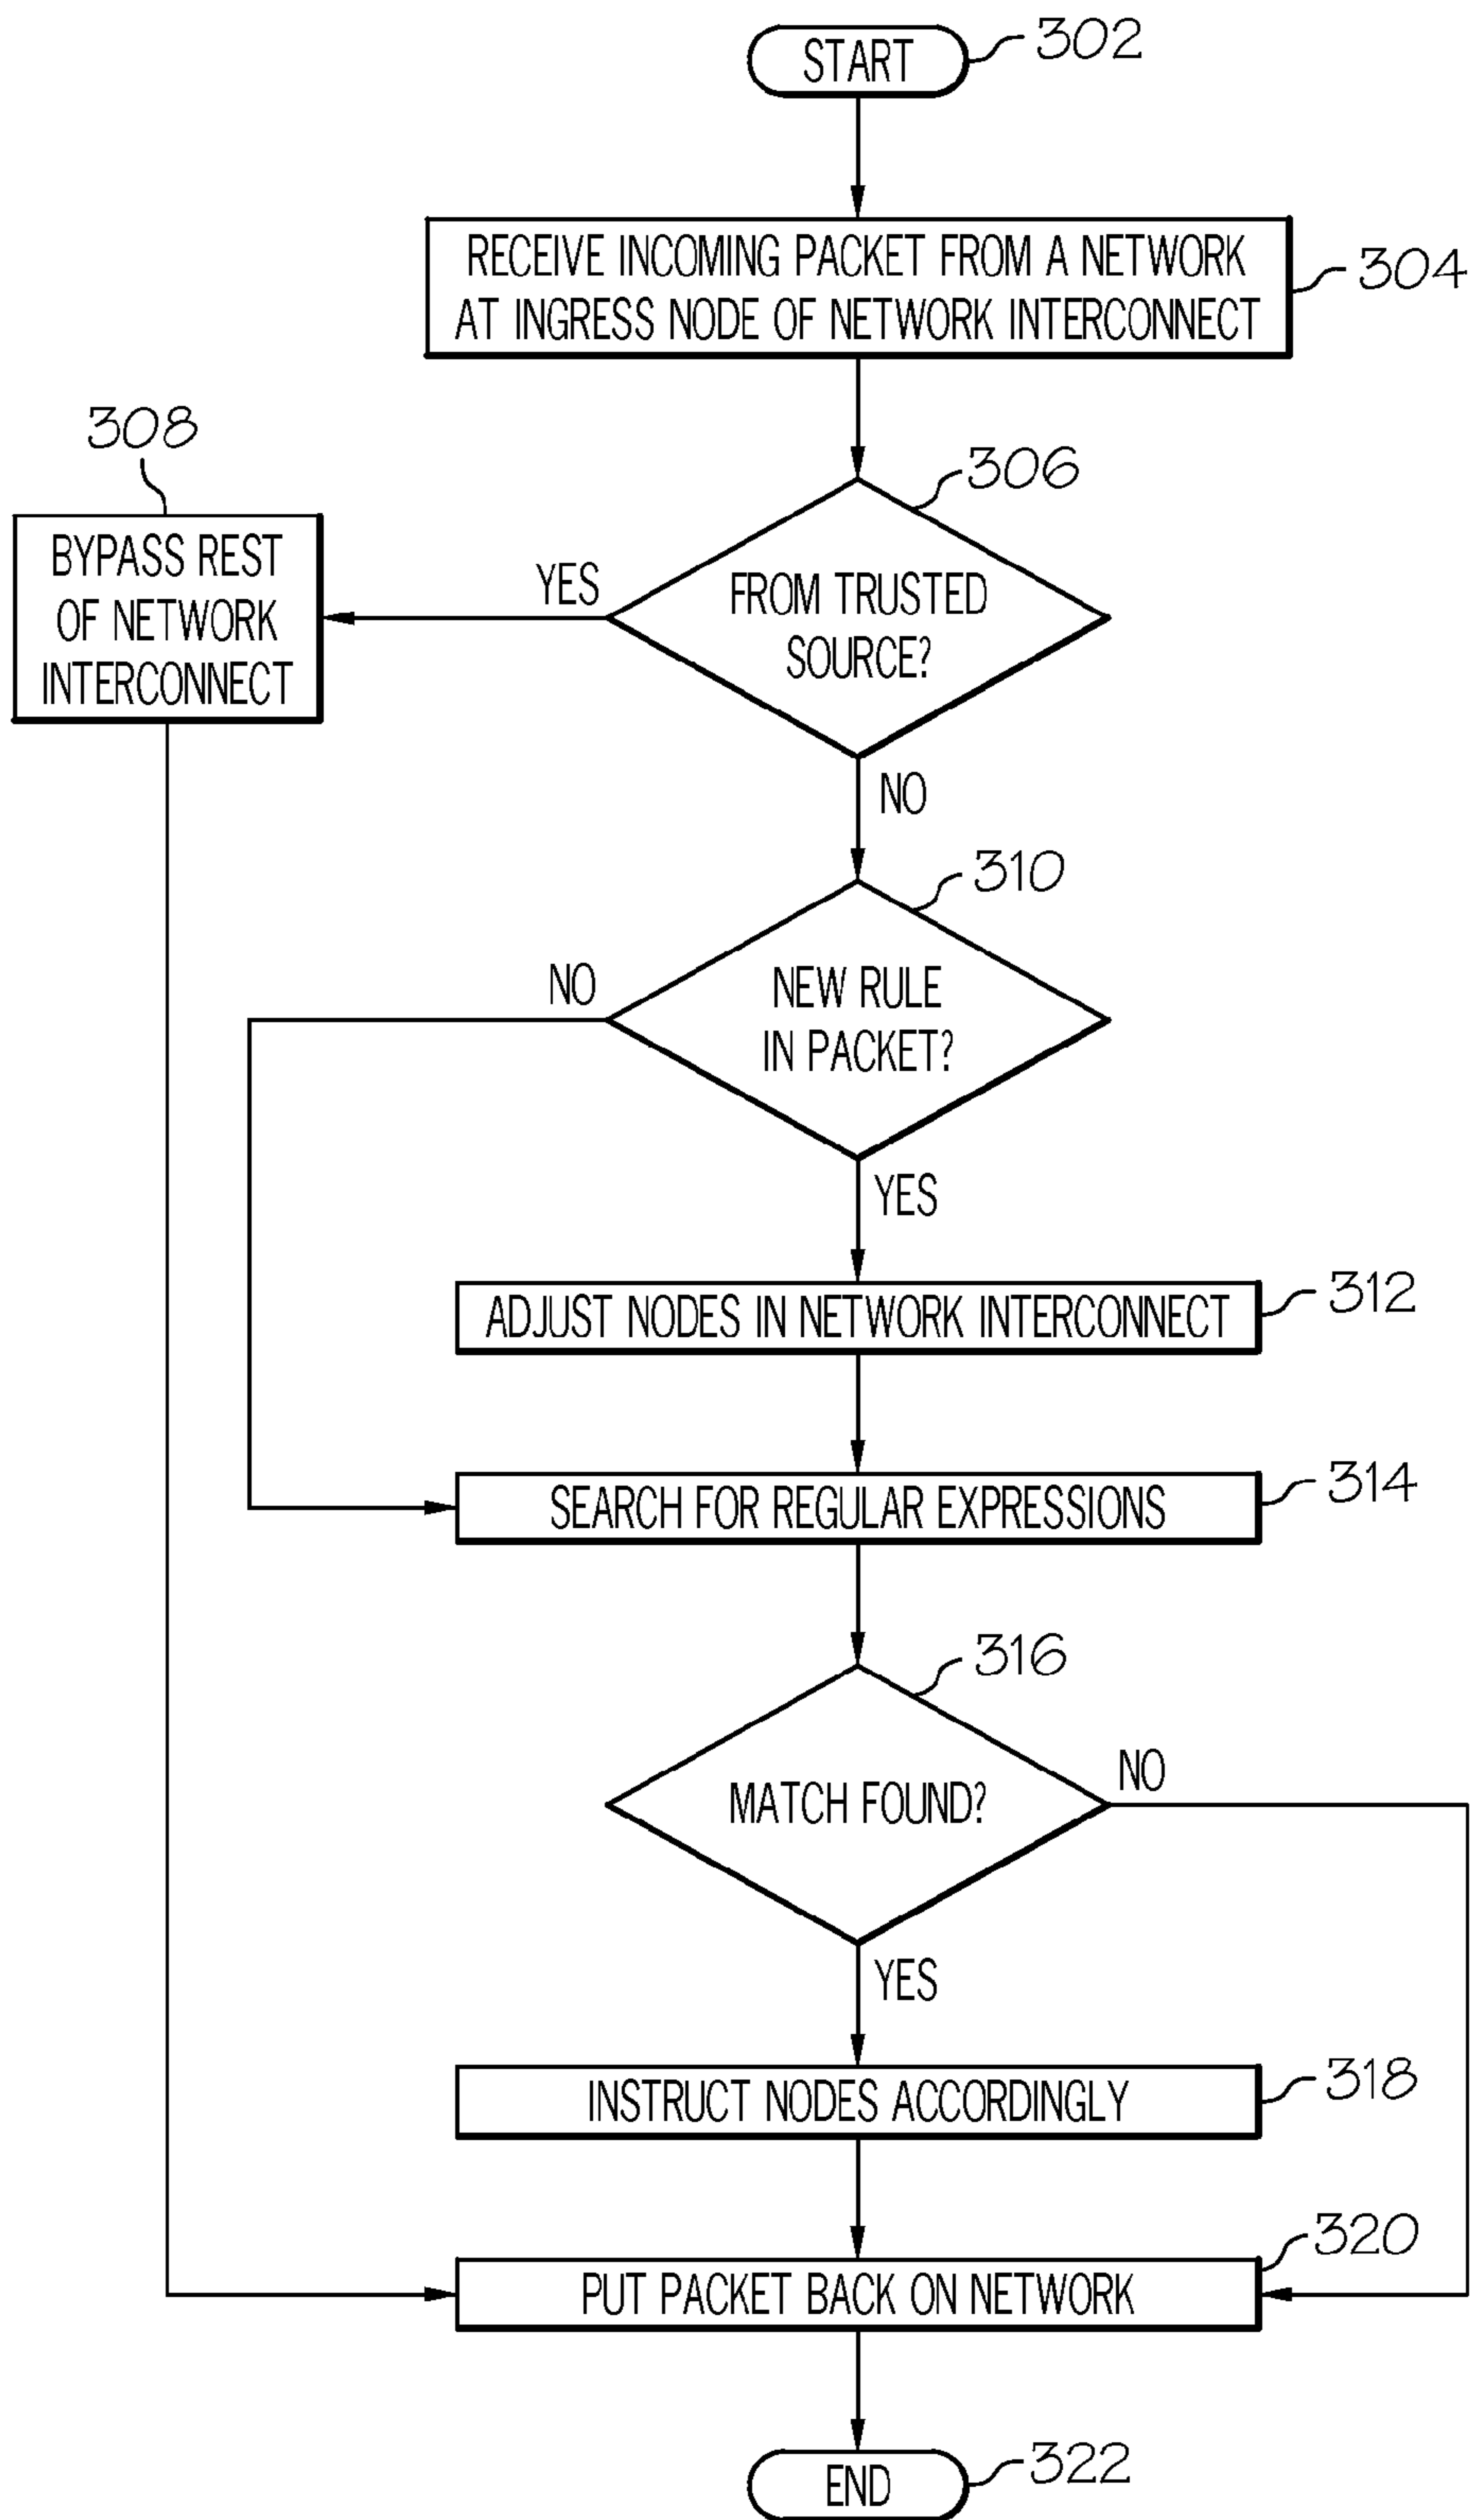 START
302
RECEIVE INCOMING PACKET FROM A NETWORK
AT INGRESS NODE OF NETWORK INTERCONNECT
304
308
306
BYPASS REST
OF NETWORK
INTERCONNECT
YES
FROM TRUSTED
SOURCE?
NO
310
NO
NEW RULE
IN PACKET?
YES
ADJUST NODES IN NETWORK INTERCONNECT
312
SEARCH FOR REGULAR EXPRESSIONS
314
316
MATCH FOUND?
NO
YES
INSTRUCT NODES ACCORDINGLY
318
PUT PACKET BACK ON NETWORK
320
END
322